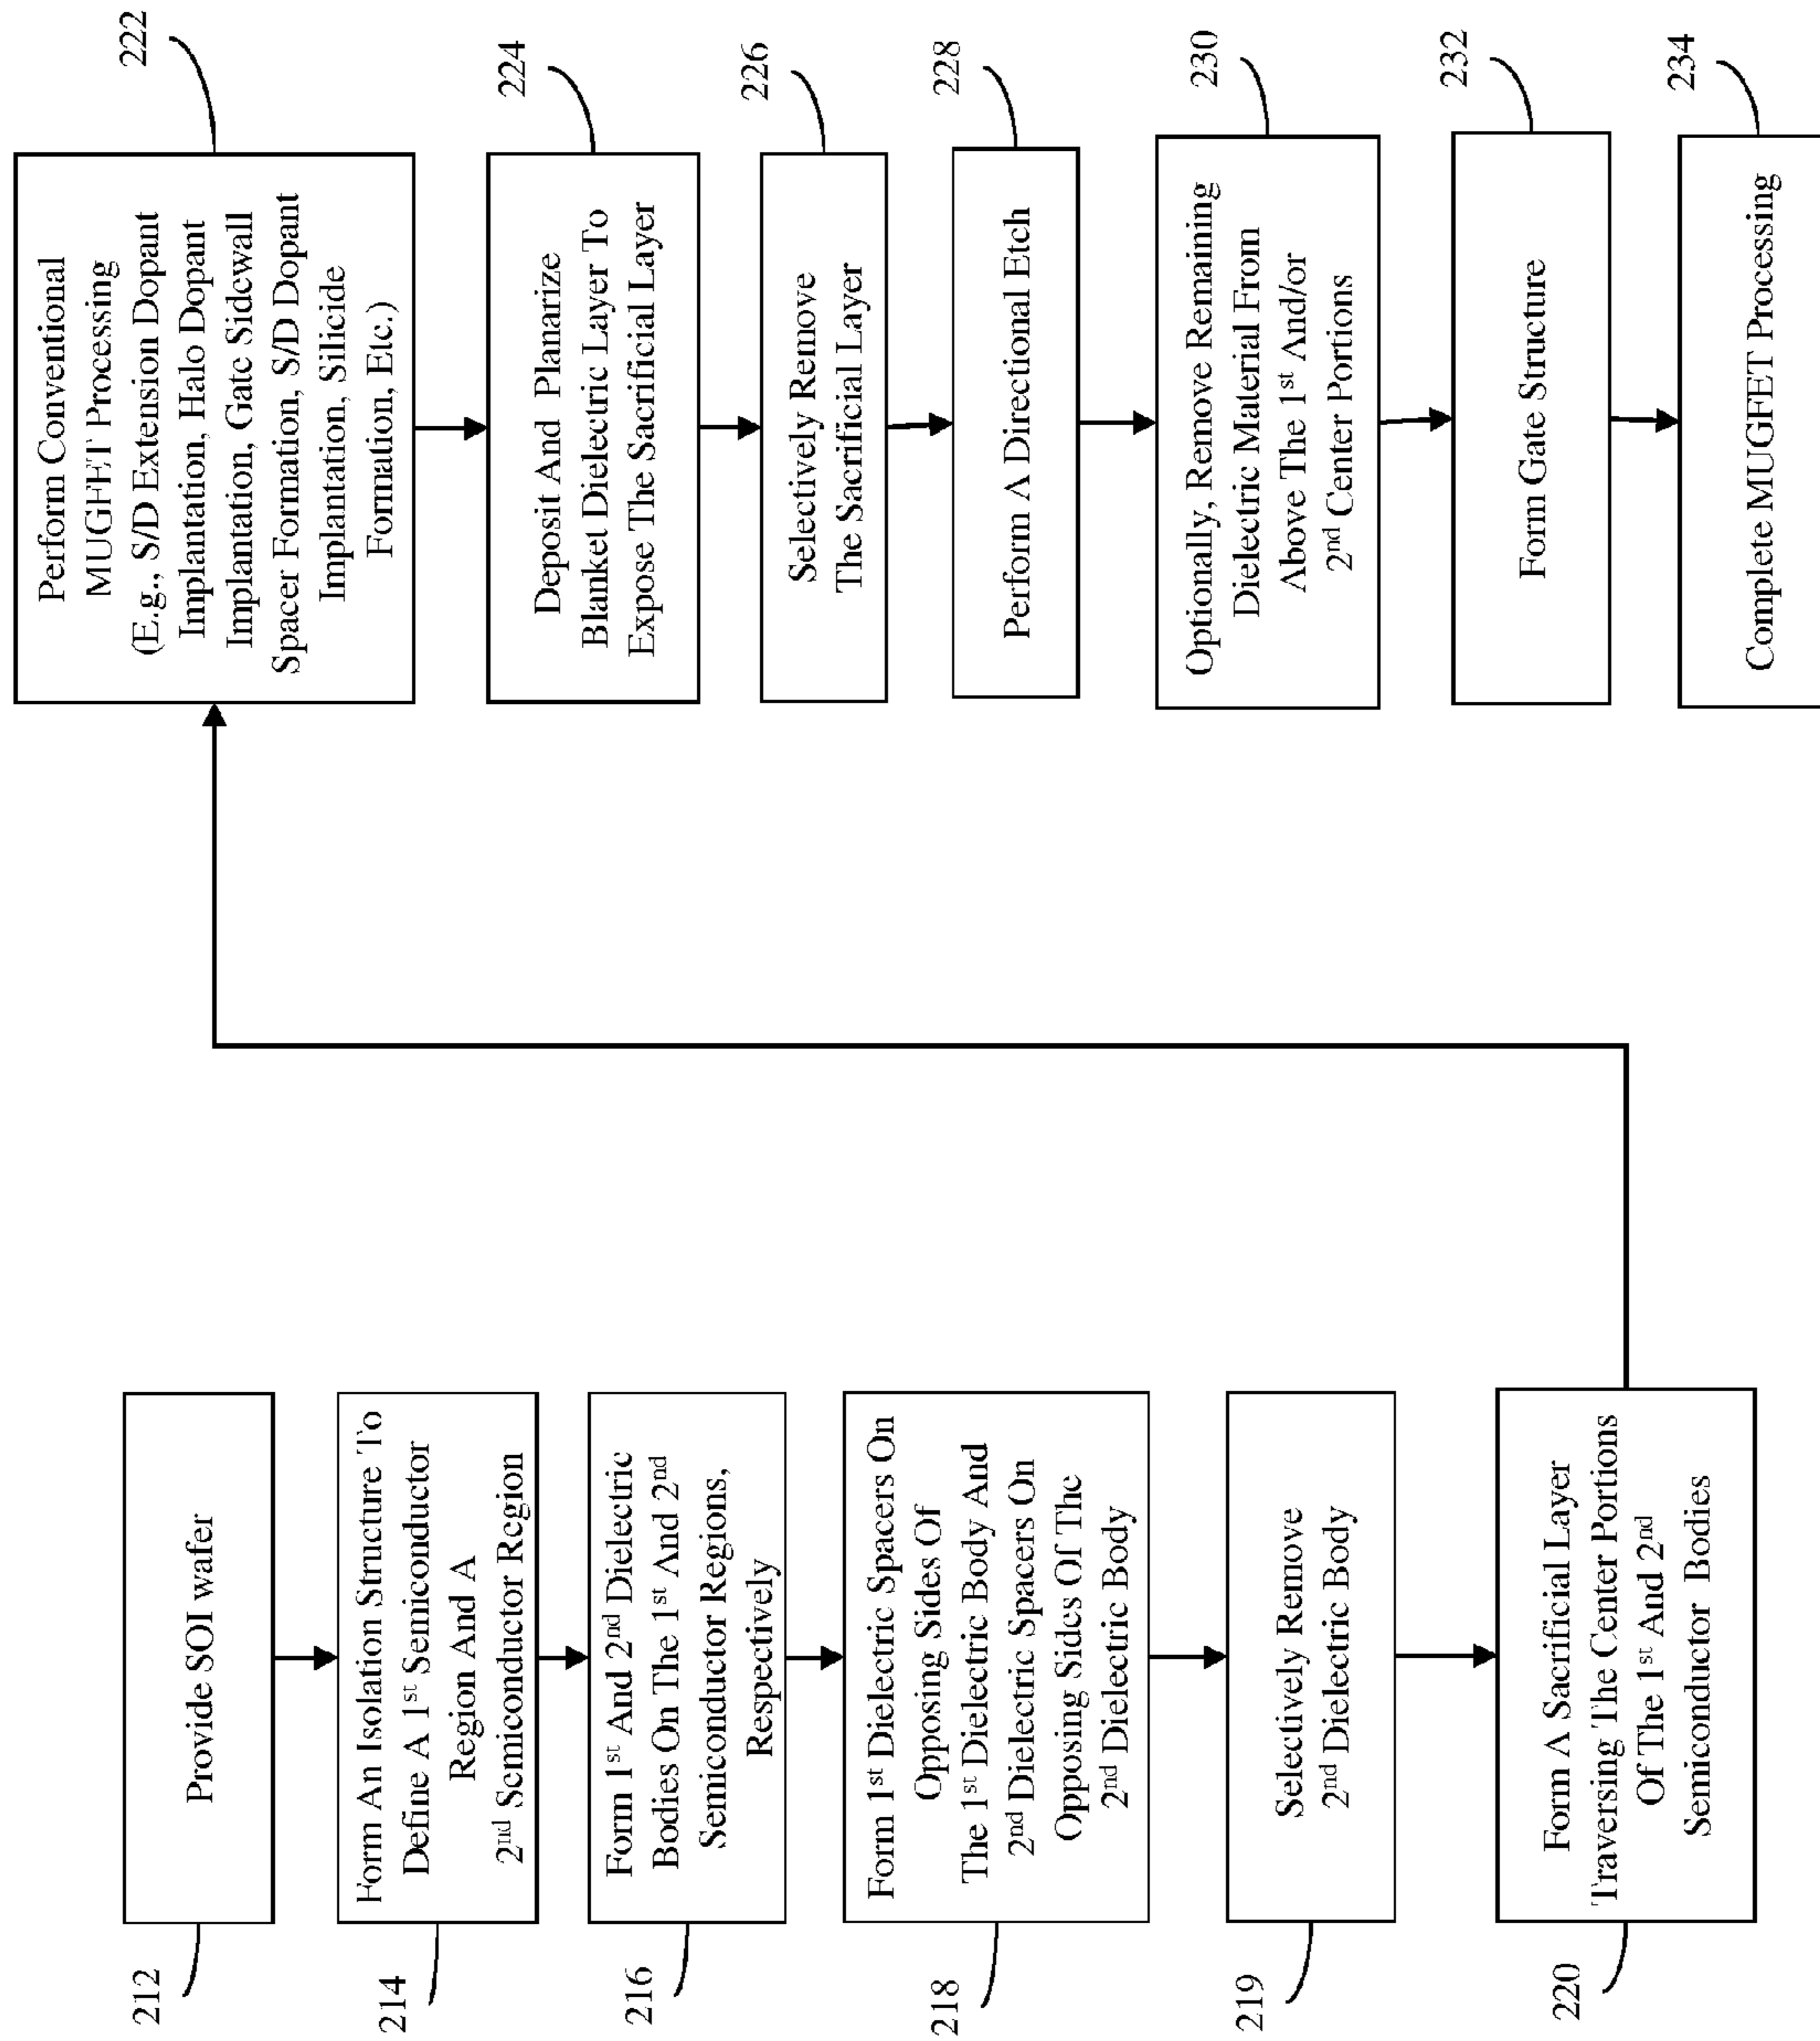 212
Provide SOI wafer
214
Form An Isolation Structure To
Define A 1st Semiconductor
Region And A
2nd Semiconductor Region
216
Form 1st And 2nd Dielectric
Bodies On The 1st And 2nd
Semiconductor Regions,
Respectively
218
Form 1st Dielectric Spacers On
Opposing Sides Of
The 1st Dielectric Body And
2nd Dielectric Spacers On
Opposing Sides Of The
2nd Dielectric Body
219
Selectively Remove
2nd Dielectric Body
220
Form A Sacrificial Layer
Traversing The Center Portions
Of The 1st And 2nd
Semiconductor Bodies
222
Perform Conventional
MUGFET Processing
(E.g., S/D Extension Dopant
Implantation, Halo Dopant
Implantation, Gate Sidewall
Spacer Formation, S/D Dopant
Implantation, Silicide
Formation, Etc.)
224
Deposit And Planarize
Blanket Dielectric Layer To
Expose The Sacrificial Layer
226
Selectively Remove
The Sacrificial Layer
228
Perform A Directional Etch
230
Optionally, Remove Remaining
Dielectric Material From
Above The 1st And/or
2nd Center Portions
232
Form Gate Structure
234
Complete MUGFET Processing